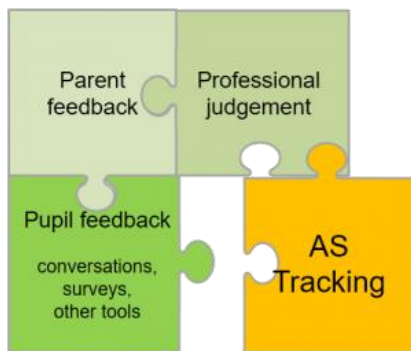 Parent
feedback
Professional
judgement
Pupil feedback
conversations,
surveys,
other tools
AS
Tracking